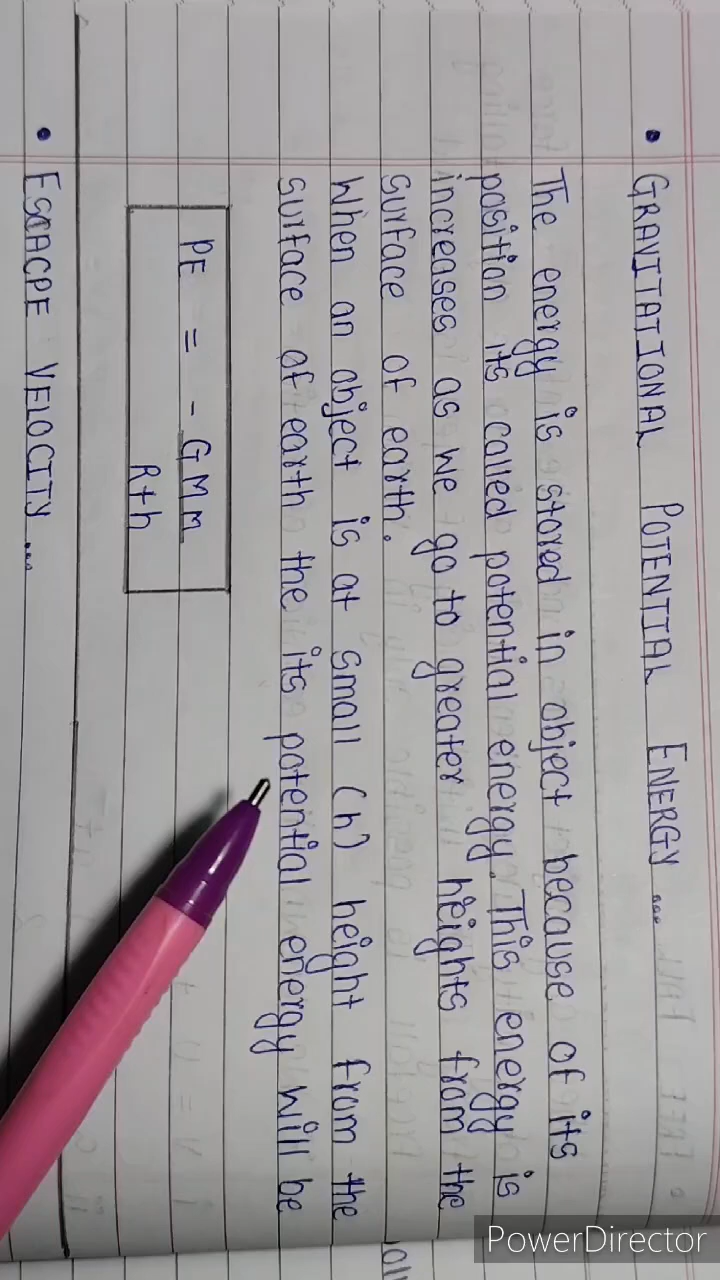 • GRAVITATIONAL POTENTIAL ENERGY...
The energy is stored in object because of its
position its called potential energy. This energy is
increases as we go to greater heights from the
surface of earth.
When an object is at small (h) height from the
surface of earth the its potential energy will be
PE = - GMm
R+h
• ESCACPE VELOCITY...
PowerDirector